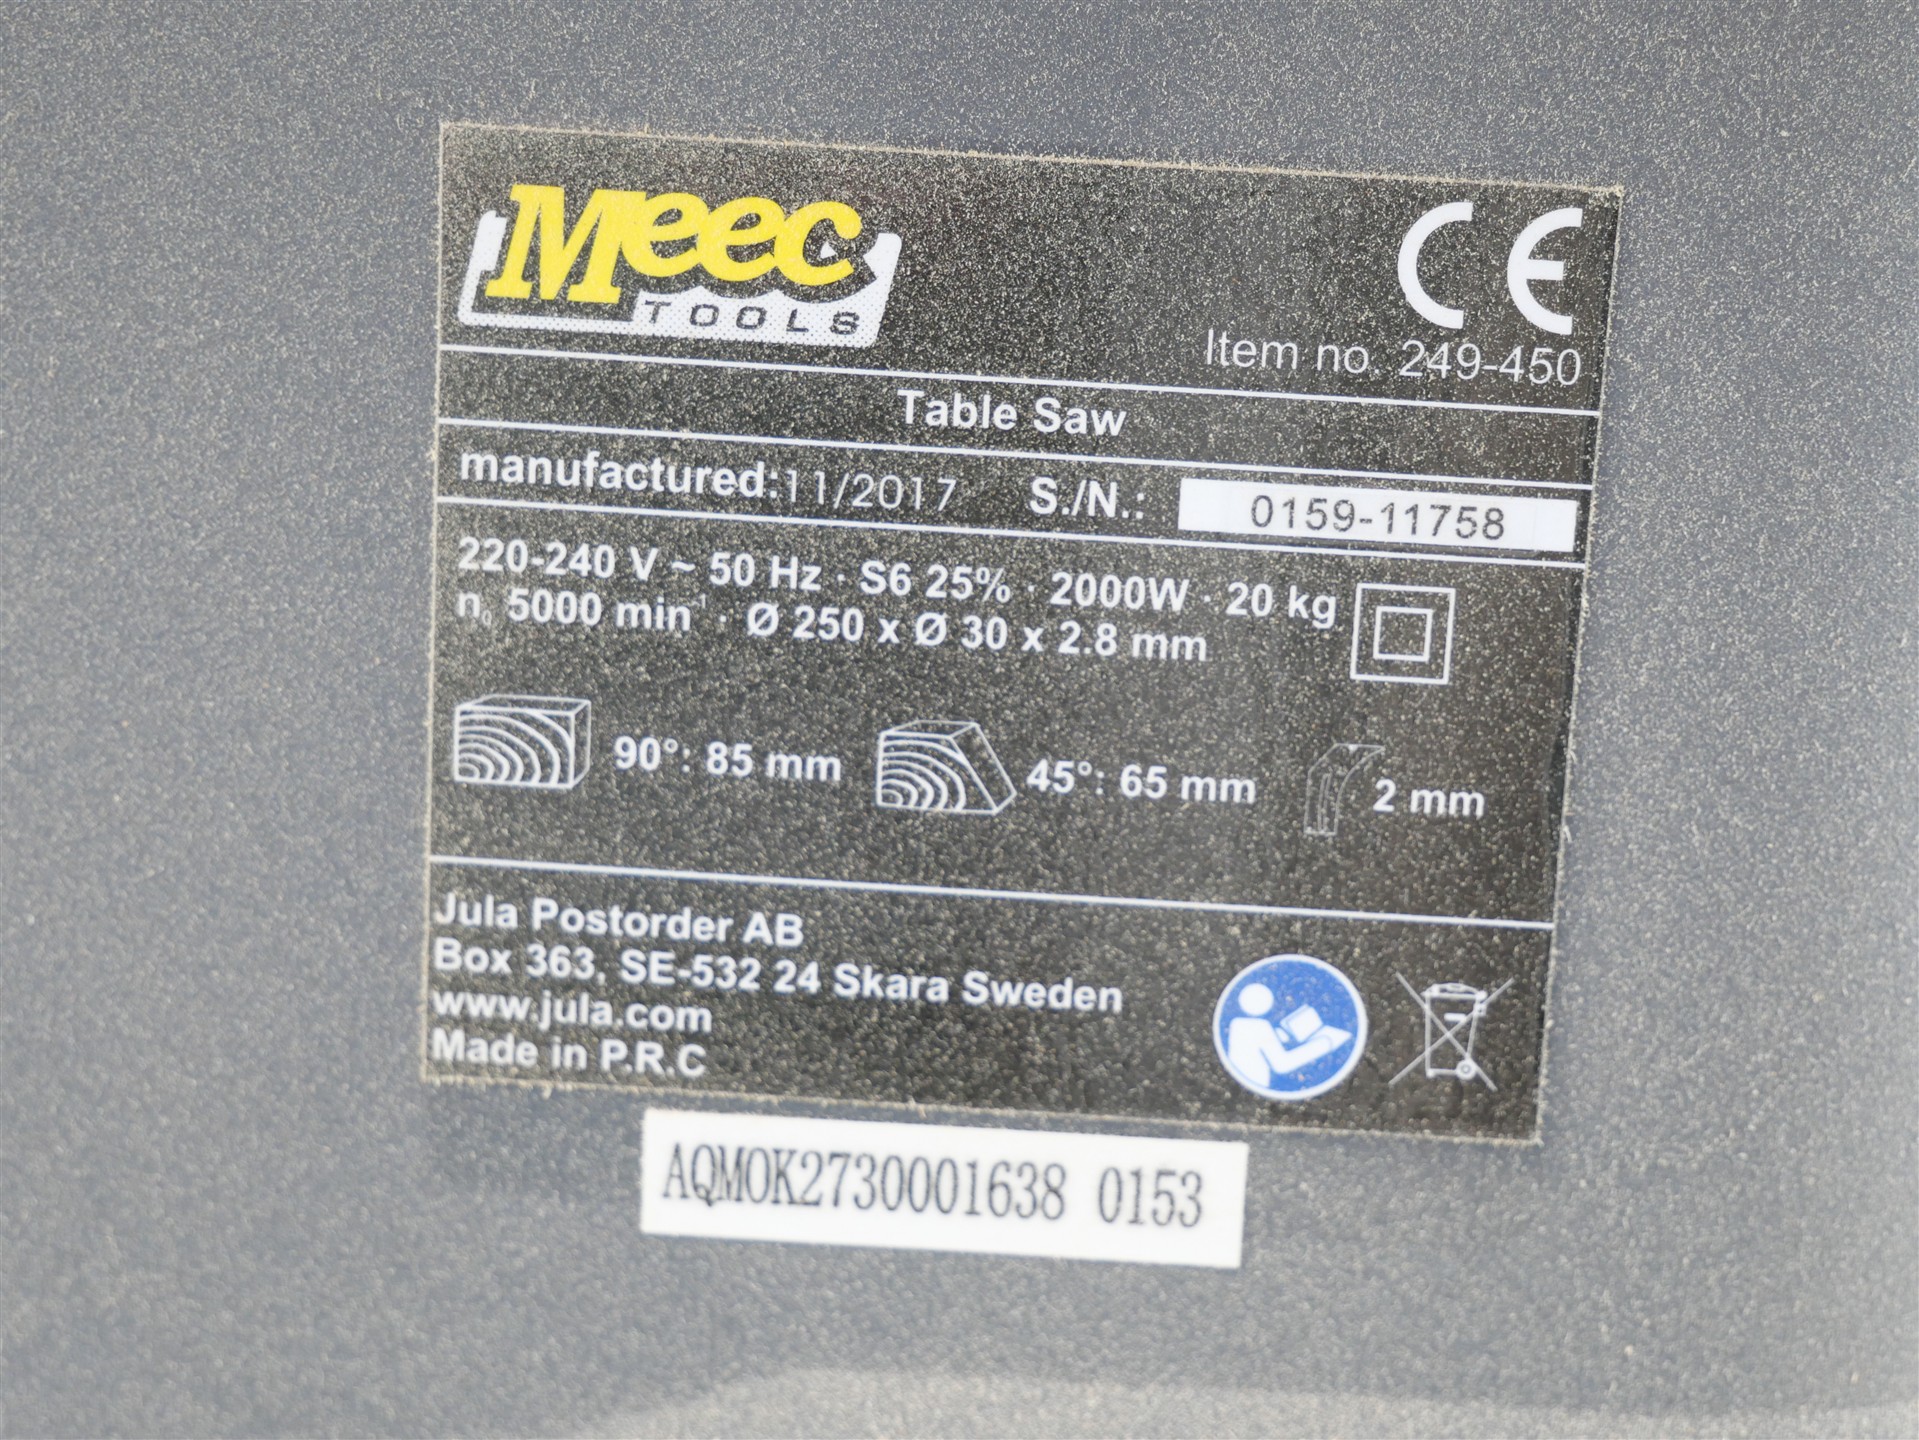 Meec
TOOLS
CE
Item no. 249-450
Table Saw
manufactured:11/2017 S./N.: 0159-11758
220-240 V ~ 50 Hz · S6 25% · 2000W · 20 kg
n₀ 5000 min⁻¹ · Ø 250 x Ø 30 x 2.8 mm
90°: 85 mm 45°: 65 mm 2 mm
Jula Postorder AB
Box 363, SE-532 24 Skara Sweden
www.jula.com
Made in P.R.C
AQMOK2730001638 0153